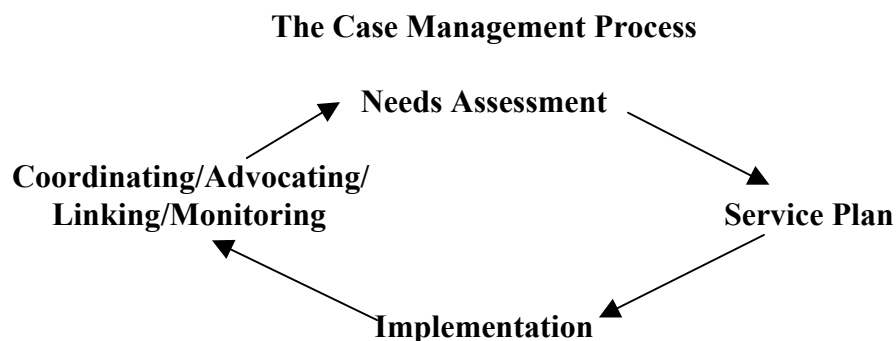 The Case Management Process
Needs Assessment
Coordinating/Advocating/
Linking/Monitoring
Service Plan
Implementation